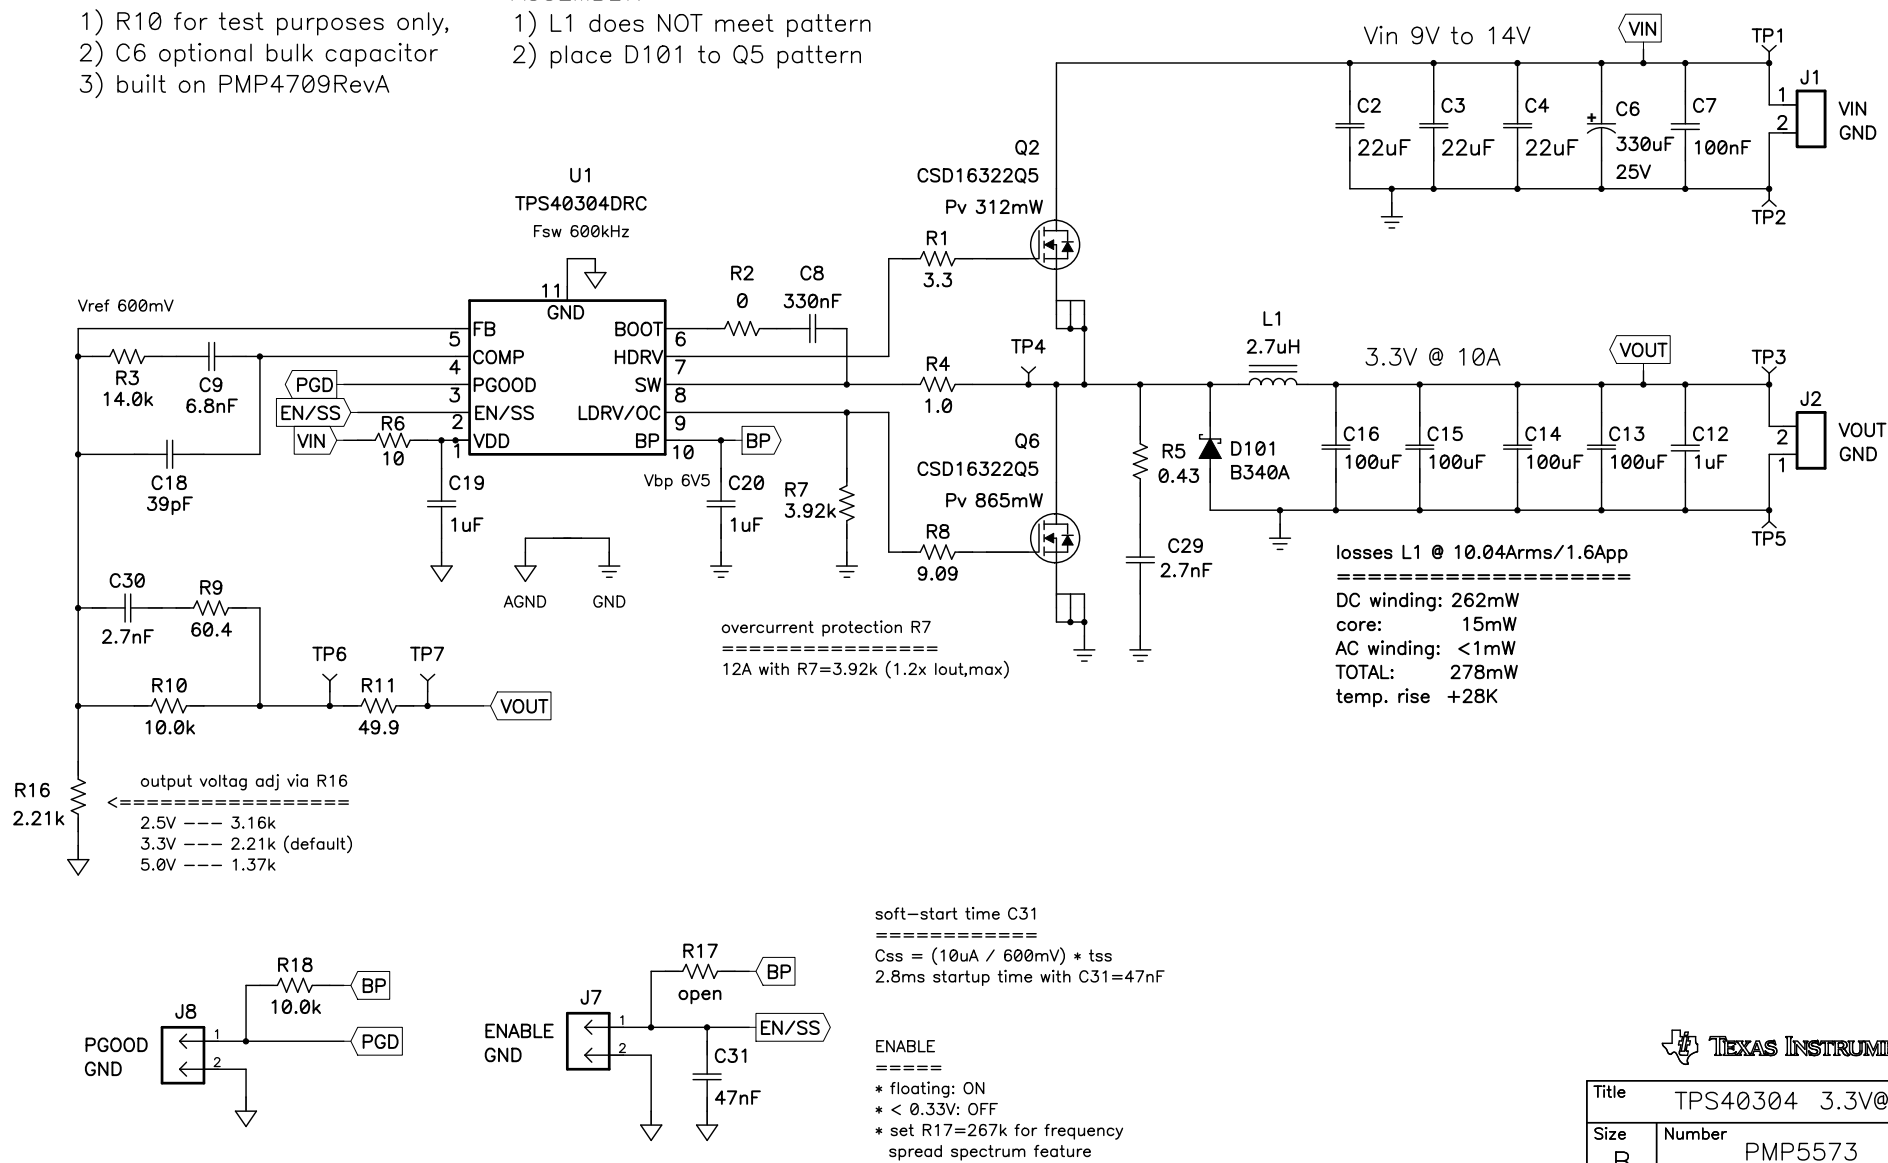 1) R10 for test purposes only,
2) C6 optional bulk capacitor
3) built on PMP4709RevA
1) L1 does NOT meet pattern
2) place D101 to Q5 pattern
Vin 9V to 14V
VIN
TP1
J1
1
2
VIN
GND
C2
22uF
C3
22uF
C4
22uF
+
C6
330uF
25V
C7
100nF
TP2
Q2
CSD16322Q5
Pv 312mW
U1
TPS40304DRC
Fsw 600kHz
R1
3.3
R2
0
C8
330nF
11
GND
Vref 600mV
FB
5
COMP
4
PGOOD
3
EN/SS
2
VDD
1
BOOT
6
HDRV
7
SW
8
LDRV/OC
9
BP
10
R3
14.0k
C9
6.8nF
PGD
EN/SS
VIN
R6
10
C18
39pF
C19
1uF
Vbp 6V5
BP
C20
1uF
R7
3.92k
R4
1.0
TP4
R8
9.09
Q6
CSD16322Q5
Pv 865mW
L1
2.7uH
3.3V @ 10A
VOUT
TP3
J2
2
1
VOUT
GND
R5
0.43
D101
B340A
C16
100uF
C15
100uF
C14
100uF
C13
100uF
C12
1uF
TP5
C29
2.7nF
AGND
GND
losses L1 @ 10.04Arms/1.6App
=====================
DC winding: 262mW
core: 15mW
AC winding: <1mW
TOTAL: 278mW
temp. rise +28K
overcurrent protection R7
================
12A with R7=3.92k (1.2x Iout,max)
C30
2.7nF
R9
60.4
R10
10.0k
TP6
R11
49.9
TP7
VOUT
R16
2.21k
output voltag adj via R16
<=================
2.5V --- 3.16k
3.3V --- 2.21k (default)
5.0V --- 1.37k
soft-start time C31
============
Css = (10uA / 600mV) * tss
2.8ms startup time with C31=47nF
R18
10.0k
BP
J8
PGOOD
GND
1
2
PGD
R17
open
BP
J7
ENABLE
GND
1
2
EN/SS
C31
47nF
ENABLE
=====
* floating: ON
* < 0.33V: OFF
* set R17=267k for frequency
spread spectrum feature
TEXAS
Title
TPS40304 3.3V@
Size
B
Number
PMP5573